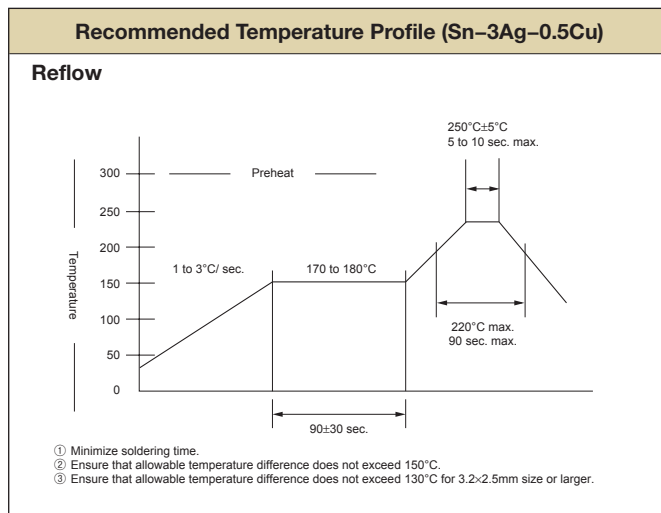 Recommended Temperature Profile (Sn−3Ag−0.5Cu)
Reflow
250°C±5°C
5 to 10 sec. max.
300
Preheat
250
200
1 to 3°C/ sec.
170 to 180°C
150
Temperature
100
220°C max.
90 sec. max.
50
0
90±30 sec.
① Minimize soldering time.
② Ensure that allowable temperature difference does not exceed 150°C.
③ Ensure that allowable temperature difference does not exceed 130°C for 3.2×2.5mm size or larger.